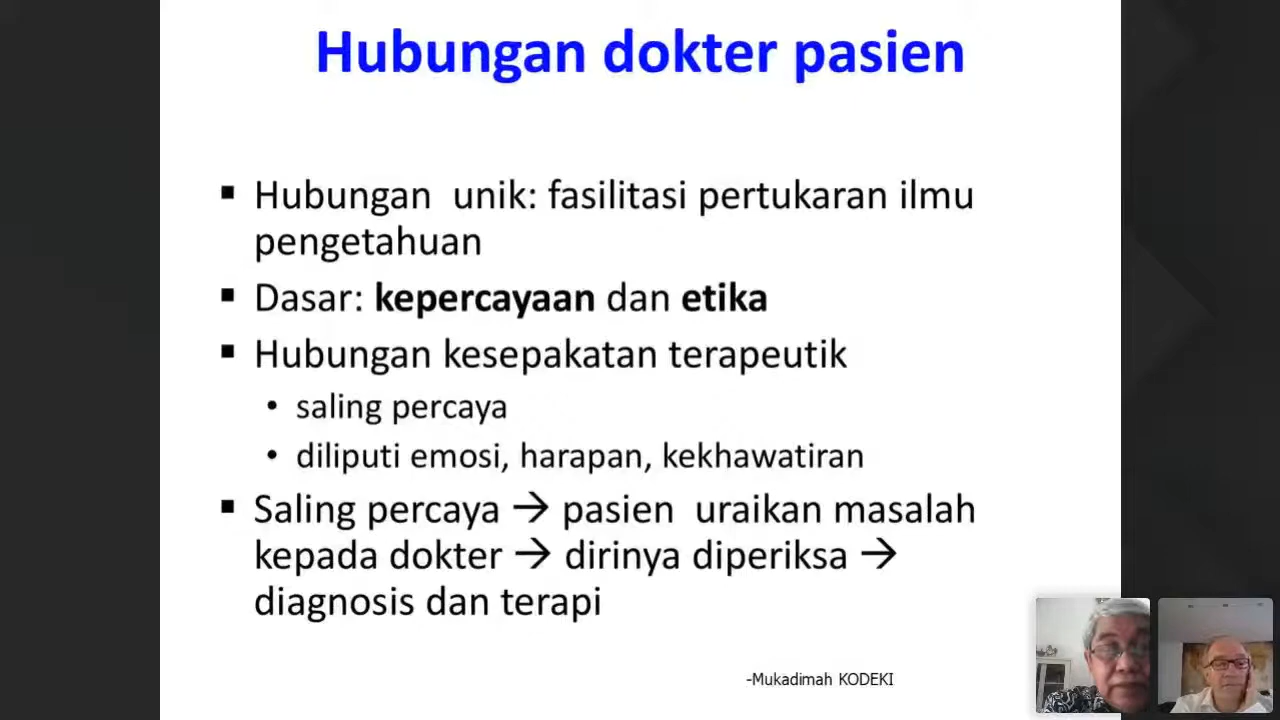 Hubungan dokter pasien
▪ Hubungan unik: fasilitasi pertukaran ilmu
pengetahuan
▪ Dasar: kepercayaan dan etika
▪ Hubungan kesepakatan terapeutik
• saling percaya
• diliputi emosi, harapan, kekhawatiran
▪ Saling percaya → pasien uraikan masalah
kepada dokter → dirinya diperiksa →
diagnosis dan terapi
-Mukadimah KODEKI